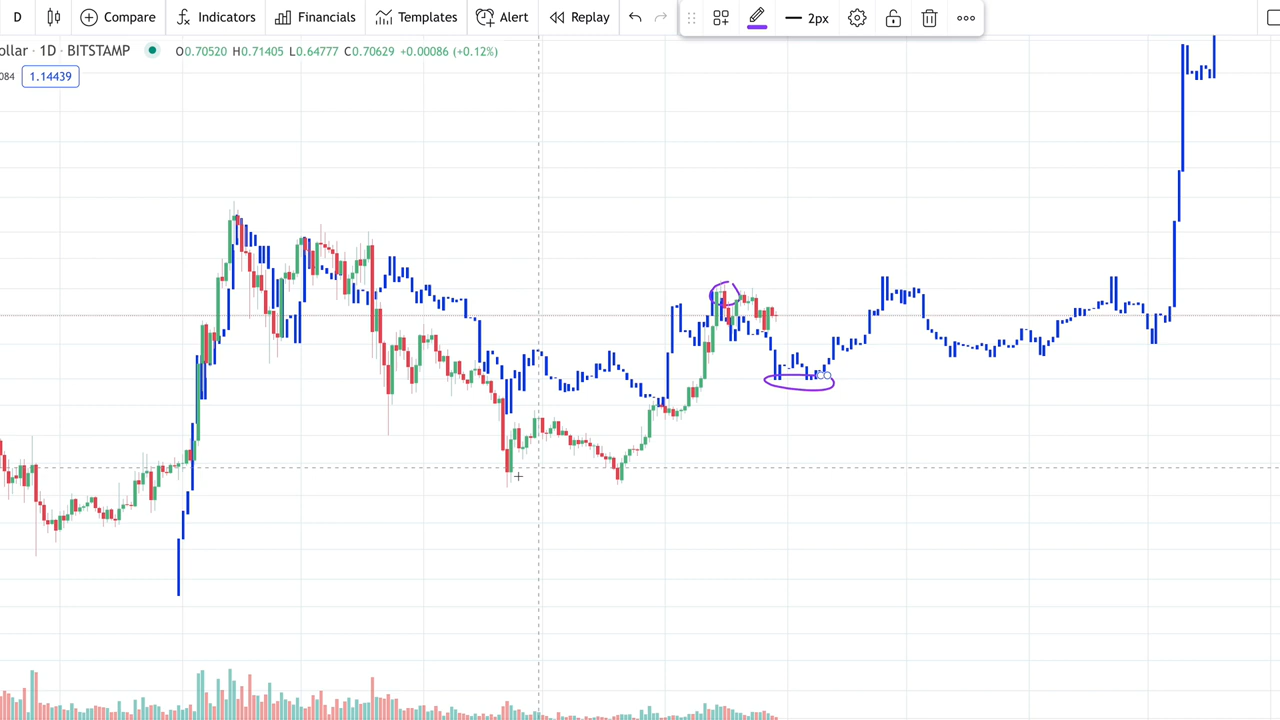 D Compare Indicators Financials Templates Alert Replay 2px
ollar · 1D · BITSTAMP O0.70520 H0.71405 L0.64777 C0.70629 +0.00086 (+0.12%)
084 1.14439